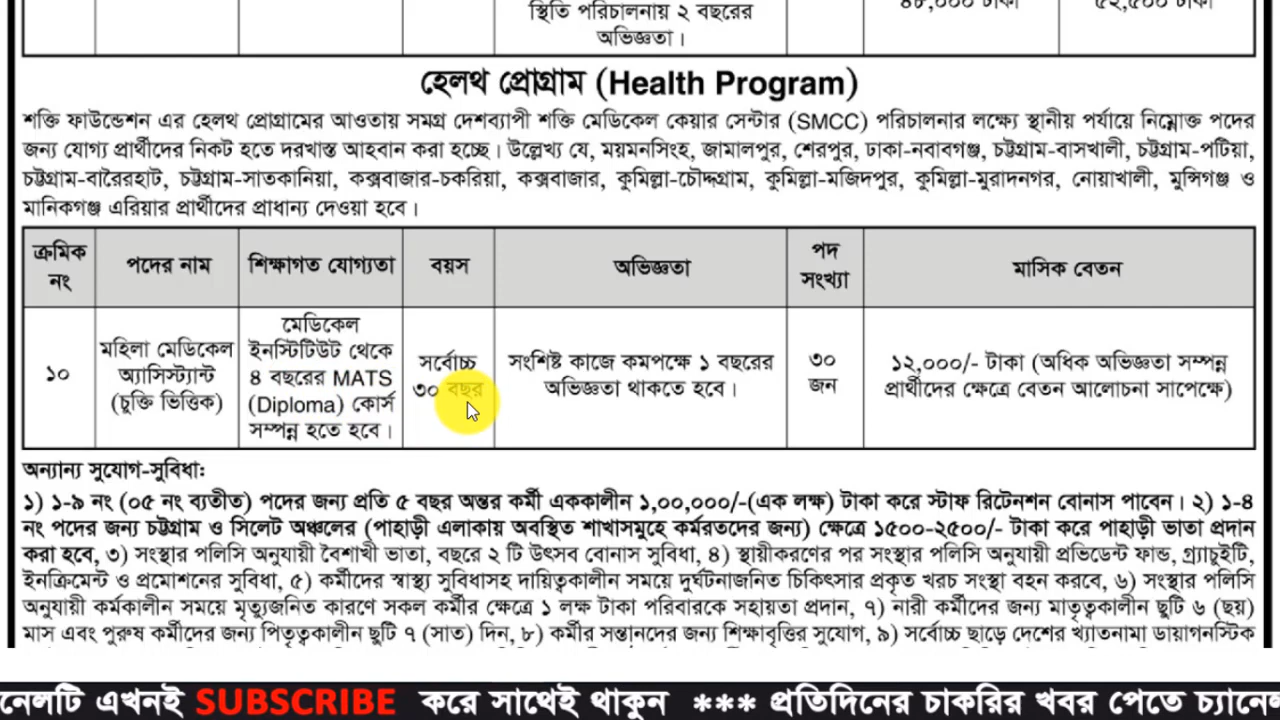 স্থিতি পরিচালনায় ২ বছরের
অভিজ্ঞতা।
৪৮,০০০ টাকা
৫২,৫০০ টাকা
হেলথ প্রোগ্রাম (Health Program)
শক্তি ফাউন্ডেশন এর হেলথ প্রোগ্রামের আওতায় সমগ্র দেশব্যাপী শক্তি মেডিকেল কেয়ার সেন্টার (SMCC) পরিচালনার লক্ষ্যে স্থানীয় পর্যায়ে নিম্নোক্ত পদের
জন্য যোগ্য প্রার্থীদের নিকট হতে দরখাস্ত আহবান করা হচ্ছে। উল্লেখ্য যে, ময়মনসিংহ, জামালপুর, শেরপুর, ঢাকা-নবাবগঞ্জ, চট্টগ্রাম-বাসখালী, চট্টগ্রাম-পটিয়া,
চট্টগ্রাম-বারৈরহাট, চট্টগ্রাম-সাতকানিয়া, কক্সবাজার-চকরিয়া, কক্সবাজার, কুমিল্লা-চৌদ্দগ্রাম, কুমিল্লা-মজিদপুর, কুমিল্লা-মুরাদনগর, নোয়াখালী, মুন্সিগঞ্জ ও
মানিকগঞ্জ এরিয়ার প্রার্থীদের প্রাধান্য দেওয়া হবে।
ক্রমিক
নং
পদের নাম
শিক্ষাগত যোগ্যতা
বয়স
অভিজ্ঞতা
পদ
সংখ্যা
মাসিক বেতন
১০
মহিলা মেডিকেল
অ্যাসিস্ট্যান্ট
(চুক্তি ভিত্তিক)
মেডিকেল
ইনস্টিটিউট থেকে
৪ বছরের MATS
(Diploma) কোর্স
সম্পন্ন হতে হবে।
সর্বোচ্চ
৩০ বছর
সংশিষ্ট কাজে কমপক্ষে ১ বছরের
অভিজ্ঞতা থাকতে হবে।
৩০
জন
১২,০০০/- টাকা (অধিক অভিজ্ঞতা সম্পন্ন
প্রার্থীদের ক্ষেত্রে বেতন আলোচনা সাপেক্ষে)
অন্যান্য সুযোগ-সুবিধা:
১) ১-৯ নং (০৫ নং ব্যতীত) পদের জন্য প্রতি ৫ বছর অন্তর কর্মী এককালীন ১,০০,০০০/-(এক লক্ষ) টাকা করে স্টাফ রিটেনশন বোনাস পাবেন। ২) ১-৪
নং পদের জন্য চট্টগ্রাম ও সিলেট অঞ্চলের (পাহাড়ী এলাকায় অবস্থিত শাখাসমুহে কর্মরতদের জন্য) ক্ষেত্রে ১৫০০-২৫০০/- টাকা করে পাহাড়ী ভাতা প্রদান
করা হবে, ৩) সংস্থার পলিসি অনুযায়ী বৈশাখী ভাতা, বছরে ২ টি উৎসব বোনাস সুবিধা, ৪) স্থায়ীকরণের পর সংস্থার পলিসি অনুযায়ী প্রভিডেন্ট ফান্ড, গ্র্যাচুইটি,
ইনক্রিমেন্ট ও প্রমোশনের সুবিধা, ৫) কর্মীদের স্বাস্থ্য সুবিধাসহ দায়িত্বকালীন সময়ে দুর্ঘটনাজনিত চিকিৎসার প্রকৃত খরচ সংস্থা বহন করবে, ৬) সংস্থার পলিসি
অনুযায়ী কর্মকালীন সময়ে মৃত্যুজনিত কারণে সকল কর্মীর ক্ষেত্রে ১ লক্ষ টাকা পরিবারকে সহায়তা প্রদান, ৭) নারী কর্মীদের জন্য মাতৃত্বকালীন ছুটি ৬ (ছয়)
মাস এবং পুরুষ কর্মীদের জন্য পিতৃত্বকালীন ছুটি ৭ (সাত) দিন, ৮) কর্মীর সন্তানদের জন্য শিক্ষাবৃত্তির সুযোগ, ৯) সর্বোচ্চ ছাড়ে দেশের খ্যাতনামা ডায়াগনস্টিক
নেলটি এখনই SUBSCRIBE করে সাথেই থাকুন *** প্রতিদিনের চাকরির খবর পেতে চ্যানেল